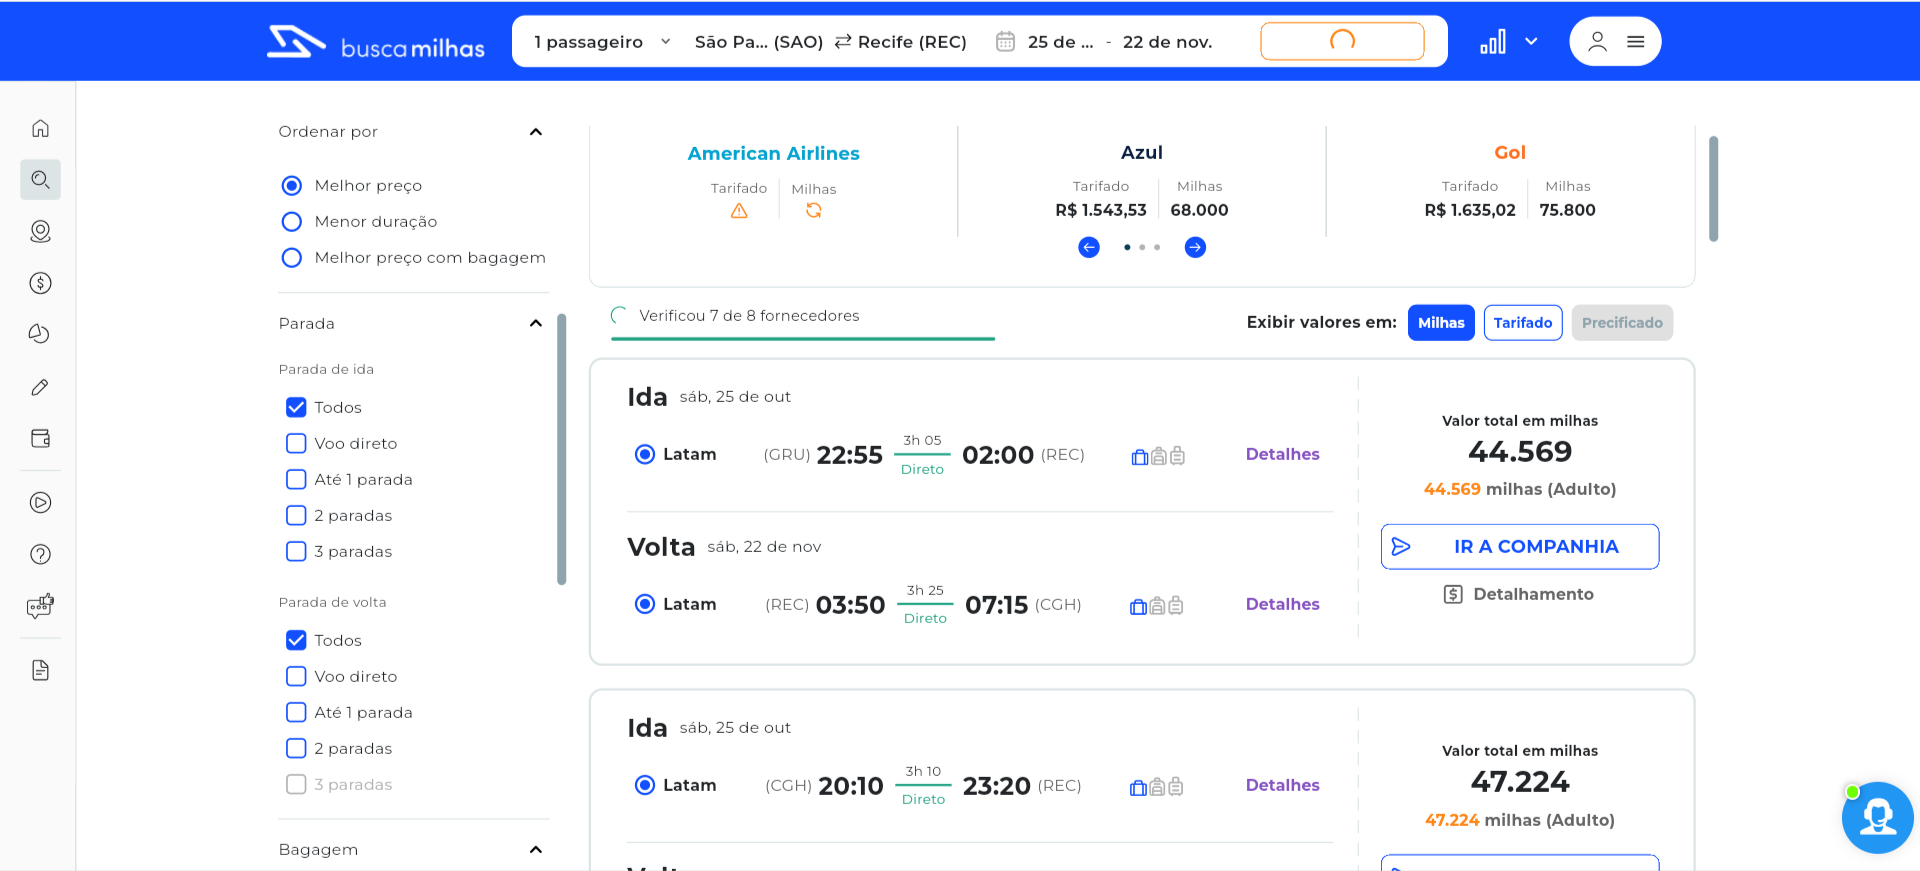 buscamilhas
1 passageiro
São Pa... (SAO)
Recife (REC)
25 de ... - 22 de nov.
Ordenar por
Melhor preço
Menor duração
Melhor preço com bagagem
Parada
Parada de ida
Todos
Voo direto
Até 1 parada
2 paradas
3 paradas
Parada de volta
Todos
Voo direto
Até 1 parada
2 paradas
3 paradas
Bagagem
American Airlines
Tarifado
Milhas
Azul
Tarifado
Milhas
R$ 1.543,53
68.000
Gol
Tarifado
Milhas
R$ 1.635,02
75.800
Verificou 7 de 8 fornecedores
Exibir valores em:
Milhas
Tarifado
Precificado
Ida sáb, 25 de out
Latam
(GRU) 22:55
3h 05
Direto
02:00 (REC)
Detalhes
Volta sáb, 22 de nov
Latam
(REC) 03:50
3h 25
Direto
07:15 (CGH)
Detalhes
Valor total em milhas
44.569
44.569 milhas (Adulto)
IR A COMPANHIA
Detalhamento
Ida sáb, 25 de out
Latam
(CGH) 20:10
3h 10
Direto
23:20 (REC)
Detalhes
Valor total em milhas
47.224
47.224 milhas (Adulto)